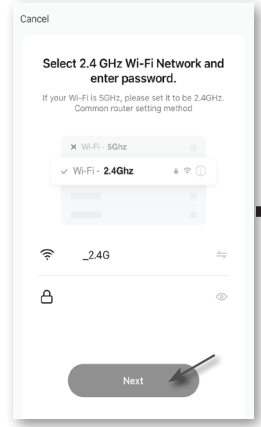 Cancel
Select 2.4 GHz Wi-Fi Network and
enter password.
If your Wi-Fi is 5GHz, please set it to be 2.4GHz.
Common router setting method
Wi-Fi - 5Ghz
Wi-Fi - 2.4Ghz
_2.4G
Next